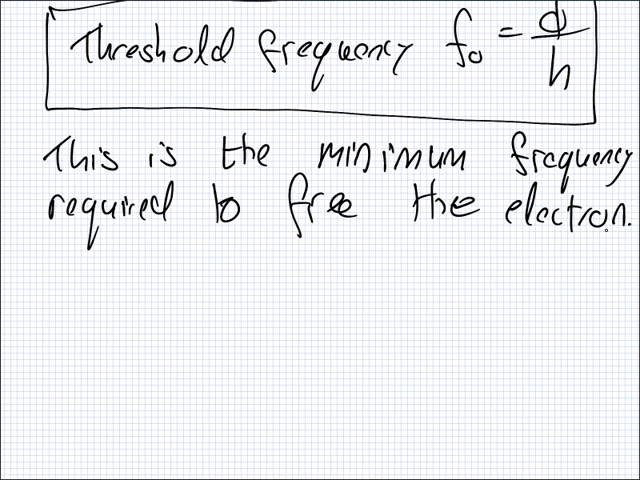 Threshold frequency f₀ = ϕ/h
This is the minimum frequency
required to free the electron.